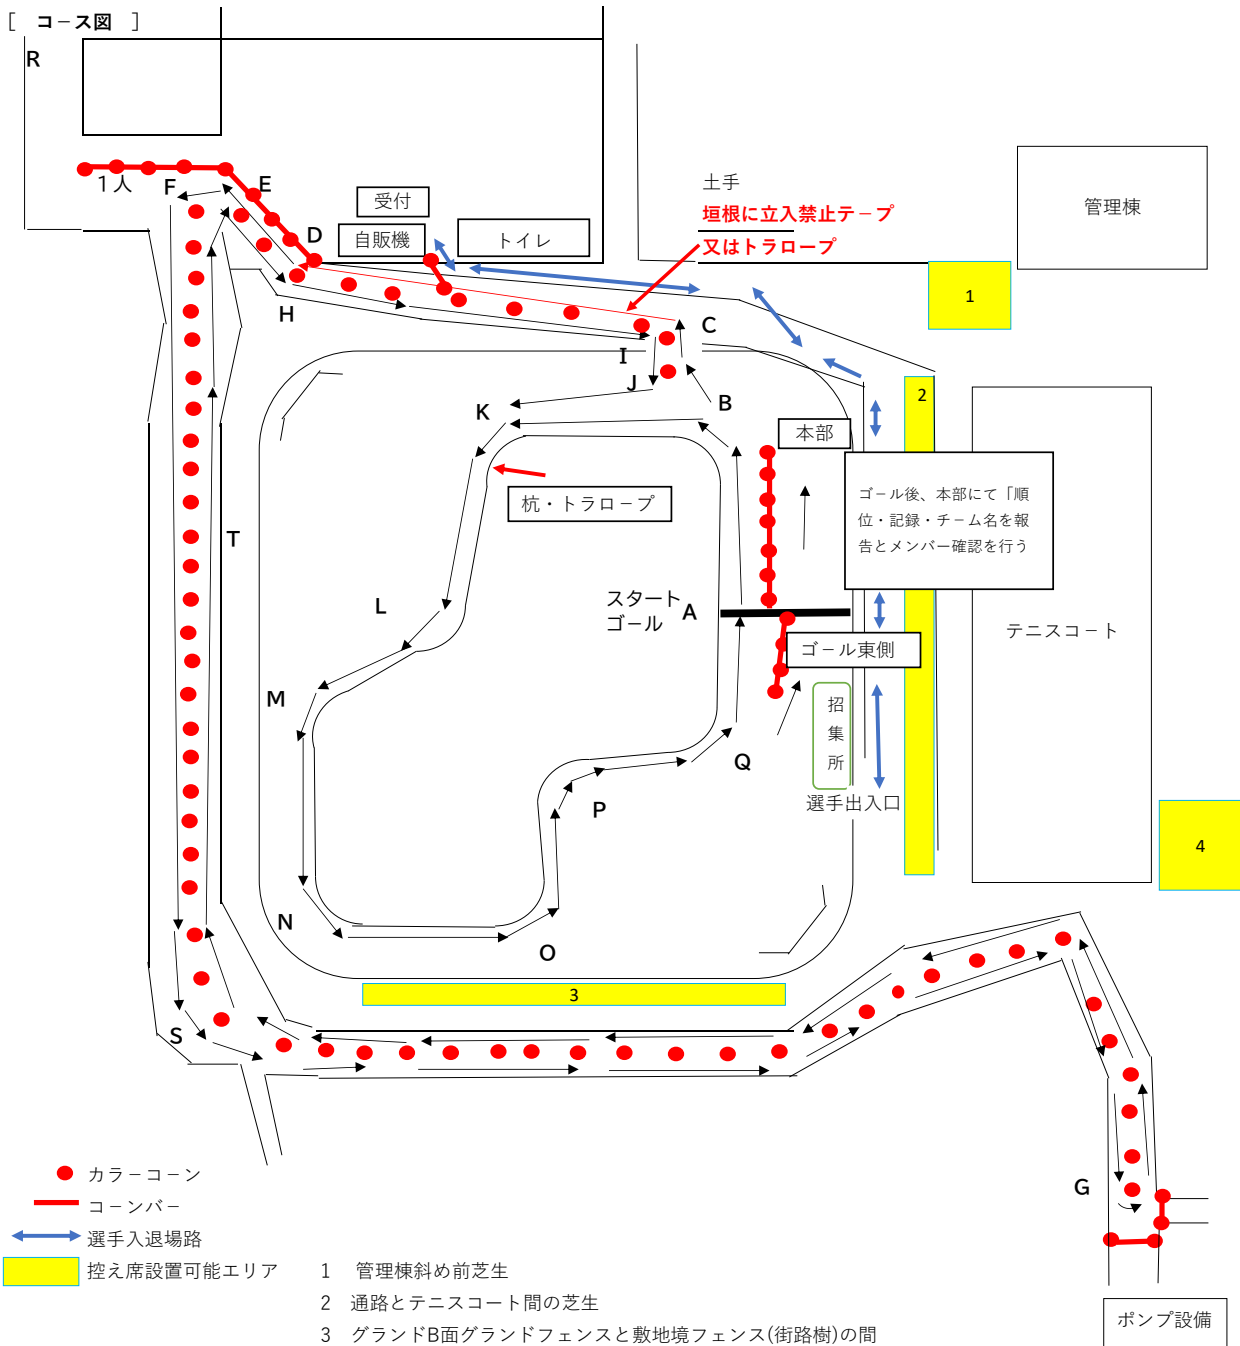 [ コース図 ]
R
1人
F
E
D
受付
自販機
トイレ
土手
垣根に立入禁止テープ
又はトラロープ
管理棟
1
H
C
I
J
K
B
2
本部
杭・トラロープ
ゴール後、本部にて「順
位・記録・チーム名を報
告とメンバー確認を行う
T
L
スタート
ゴール
A
ゴール東側
テニスコート
M
招
集
所
Q
選手出入口
P
4
N
O
3
S
G
カラーコーン
コーンバー
選手入退場路
控え席設置可能エリア
1 管理棟斜め前芝生
2 通路とテニスコート間の芝生
3 グランドB面グランドフェンスと敷地境フェンス(街路樹)の間
ポンプ設備